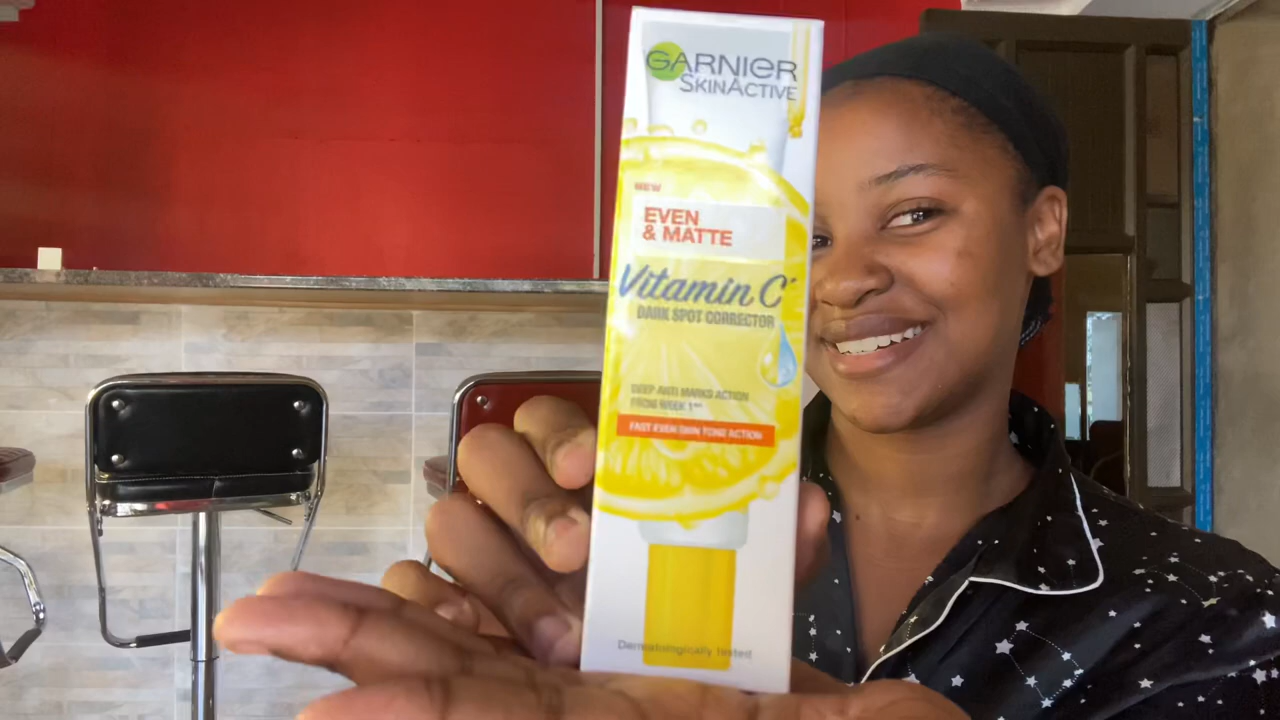 GARNIER
SKINACTIVE
NEW
EVEN
& MATTE
Vitamin C*
DARK SPOT CORRECTOR
DEEP ANTI MARKS ACTION
FROM WEEK 1
FAST EVEN SKIN TONE ACTION
Dermatologically tested